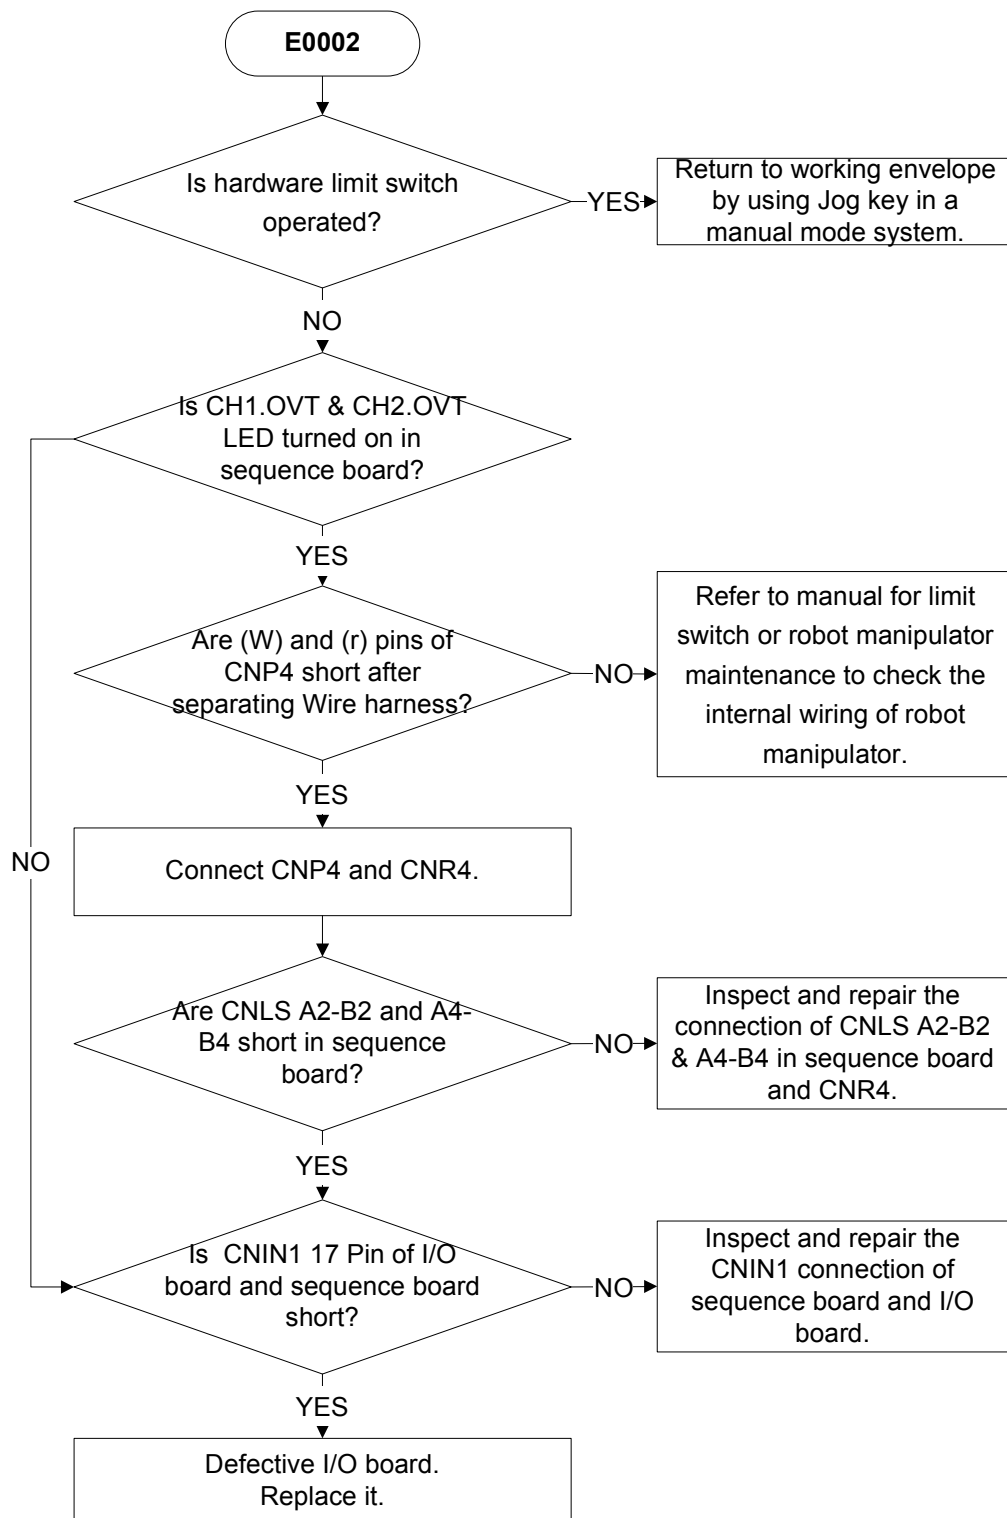 E0002
Is hardware limit switch
operated?
YES
Return to working envelope
by using Jog key in a
manual mode system.
NO
Is CH1.OVT & CH2.OVT
LED turned on in
sequence board?
YES
Are (W) and (r) pins of
CNP4 short after
separating Wire harness?
NO
Refer to manual for limit
switch or robot manipulator
maintenance to check the
internal wiring of robot
manipulator.
YES
NO
Connect CNP4 and CNR4.
Are CNLS A2-B2 and A4-
B4 short in sequence
board?
NO
Inspect and repair the
connection of CNLS A2-B2
& A4-B4 in sequence board
and CNR4.
YES
Is  CNIN1 17 Pin of I/O
board and sequence board
short?
NO
Inspect and repair the
CNIN1 connection of
sequence board and I/O
board.
YES
Defective I/O board.
Replace it.